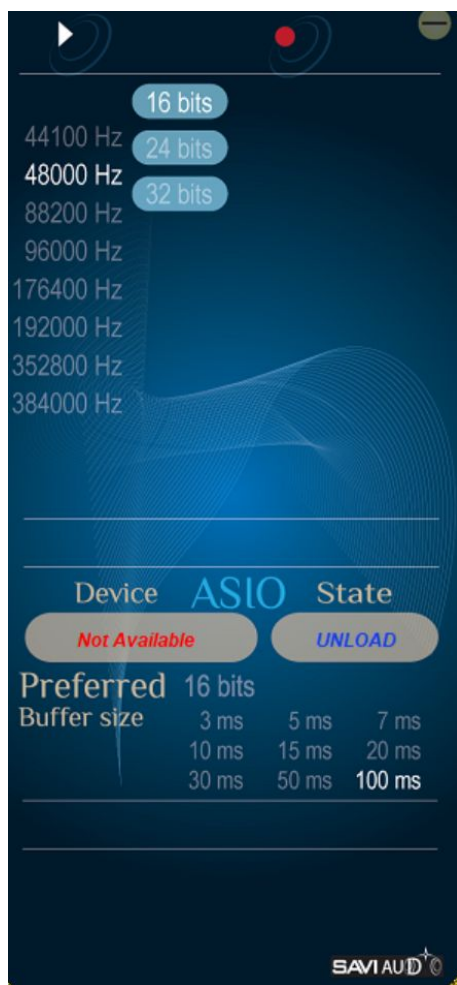 16 bits
44100 Hz
24 bits
48000 Hz
32 bits
88200 Hz
96000 Hz
176400 Hz
192000 Hz
352800 Hz
384000 Hz
Device ASIO State
Not Available UNLOAD
Preferred 16 bits
Buffer size 3 ms 5 ms 7 ms
10 ms 15 ms 20 ms
30 ms 50 ms 100 ms
SAVI AUDIO